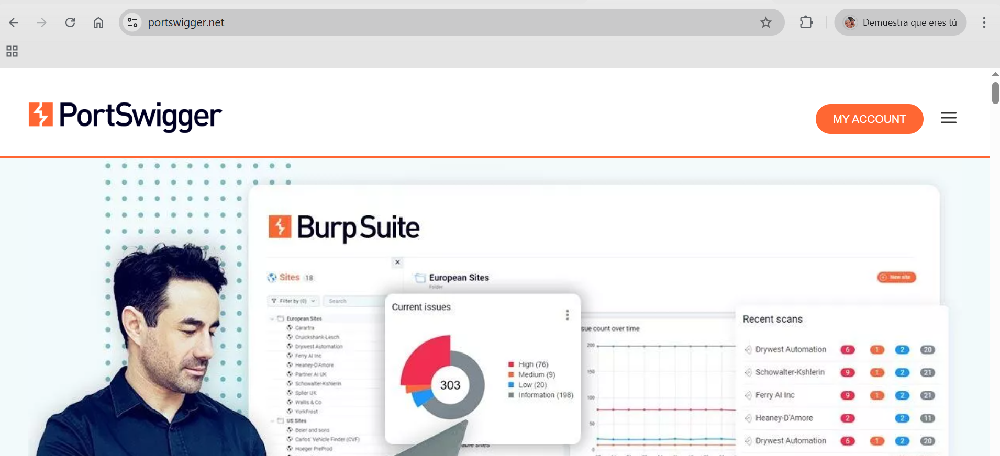 portswigger.net
Demuestra que eres tú
PortSwigger
MY ACCOUNT
Burp Suite
Sites 18
European Sites
Folder
New site
Filter by (0)
Search
European Sites
Carartra
Cruickshank-Lesch
Drywest Automation
Ferry AI Inc
Heaney-D'Amore
Partner AI UK
Schowalter-Kshlerin
Spiler UK
Wallis & Co
YorkFrost
US Sites
Beier and sons
Carlos' Vehicle Finder (CVF)
Hoeger PreProd
Current issues
303
High (76)
Medium (9)
Low (20)
Information (198)
sue count over time
200
150
100
50
0
Recent scans
Drywest Automation 6 1 2 20
Schowalter-Kshlerin 9 1 2 21
Ferry AI Inc 9 1 2 21
Heaney-D'Amore 2 2 11
Drywest Automation 6 1 2 20